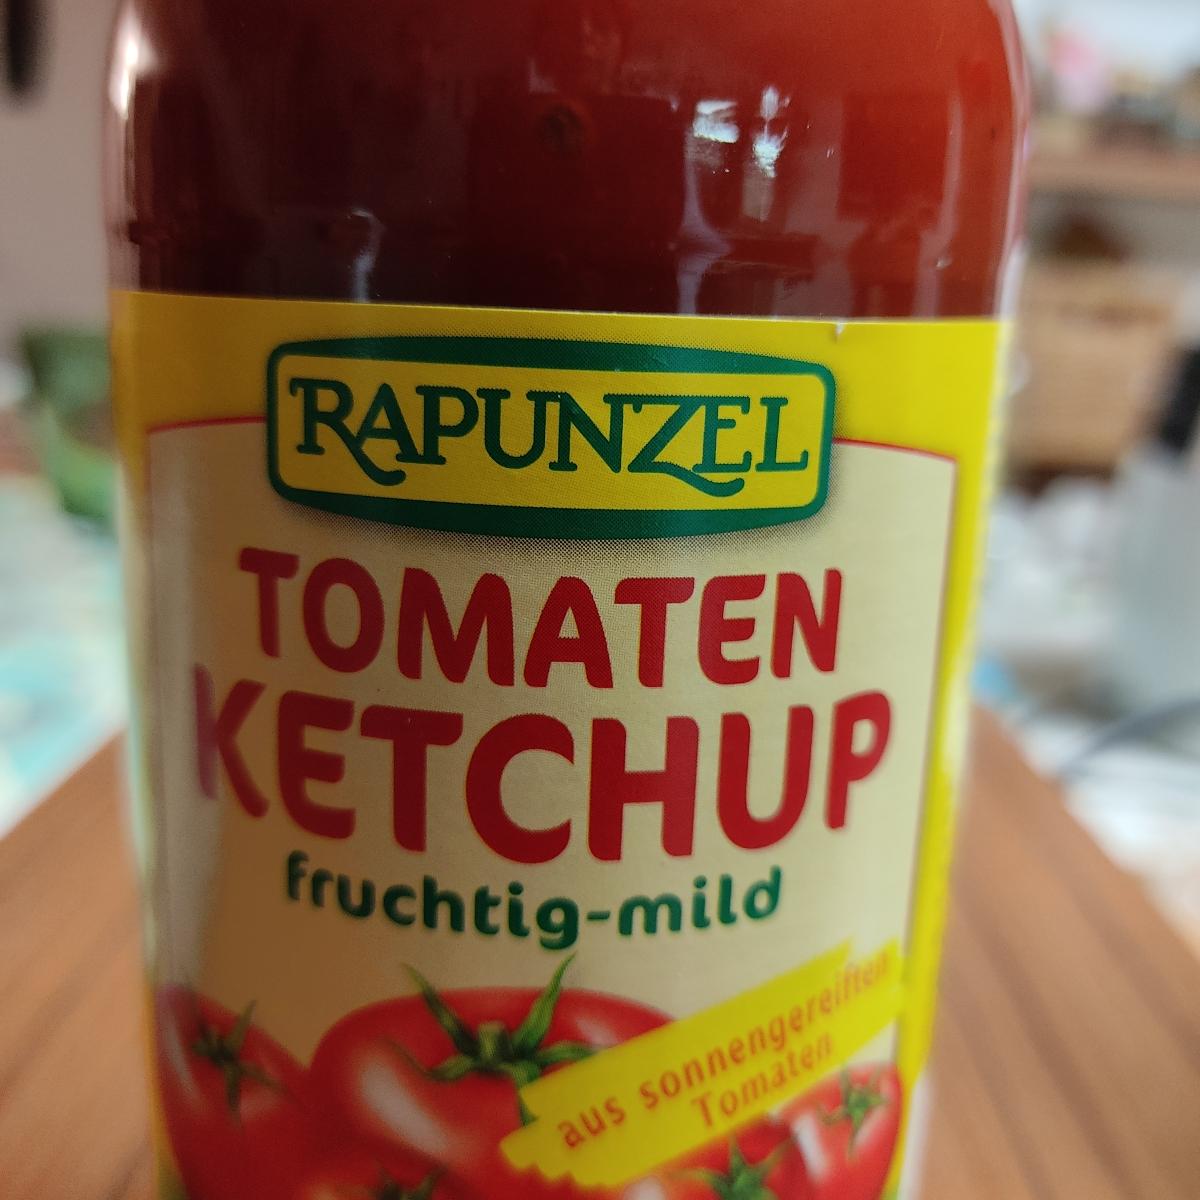 RAPUNZEL
TOMATEN
KETCHUP
fruchtig-mild
aus sonnengereiften
Tomaten